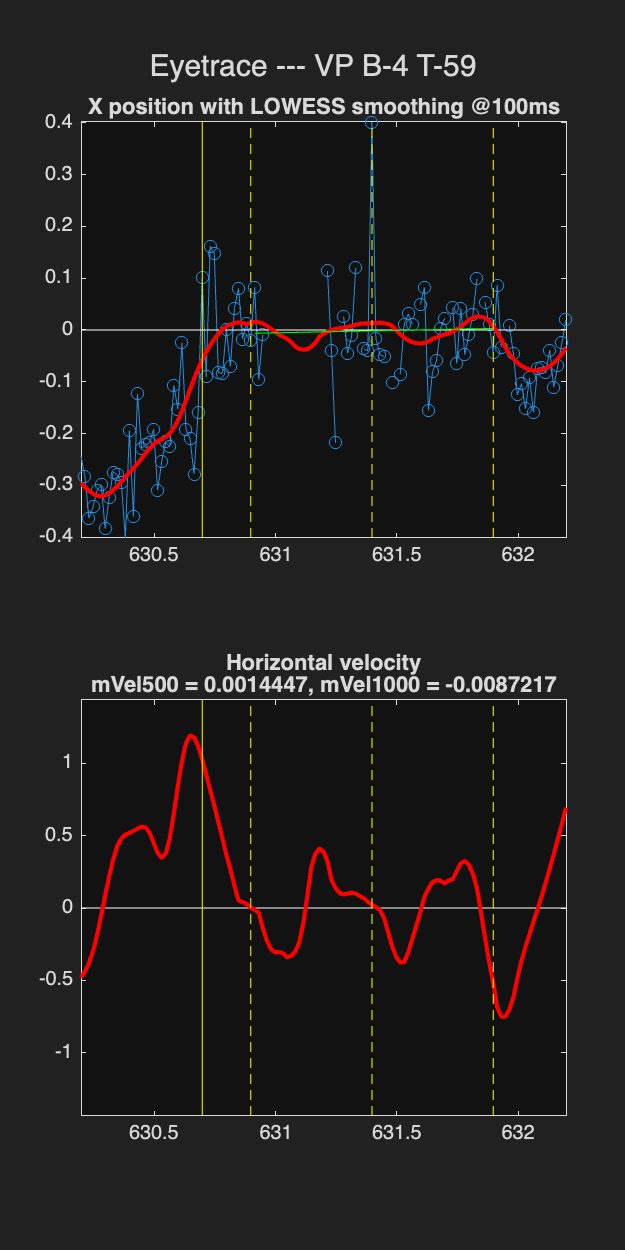 Eyetrace --- VP B-4 T-59
X position with LOWESS smoothing @100ms
0.4
0.3
0.2
0.1
0
-0.1
-0.2
-0.3
-0.4
630.5 631 631.5 632
Horizontal velocity
mVel500 = 0.0014447, mVel1000 = -0.0087217
1
0.5
0
-0.5
-1
630.5 631 631.5 632